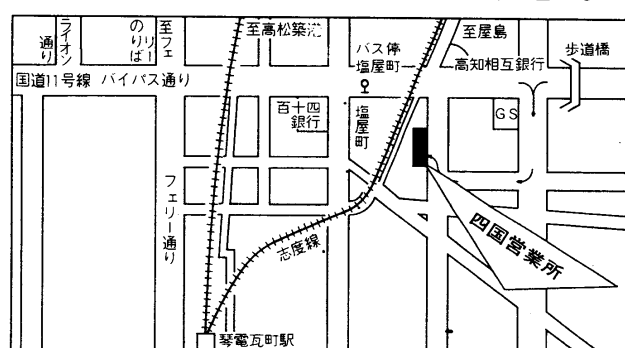 ライオン
通り
至フェ
リー
のりば
至高松築港
バス停
塩屋町
至屋島
高知相互銀行
歩道橋
国道11号線 バイパス通り
百十四
銀行
塩屋町
GS
フェリー通り
志度線
四国営業所
琴電瓦町駅